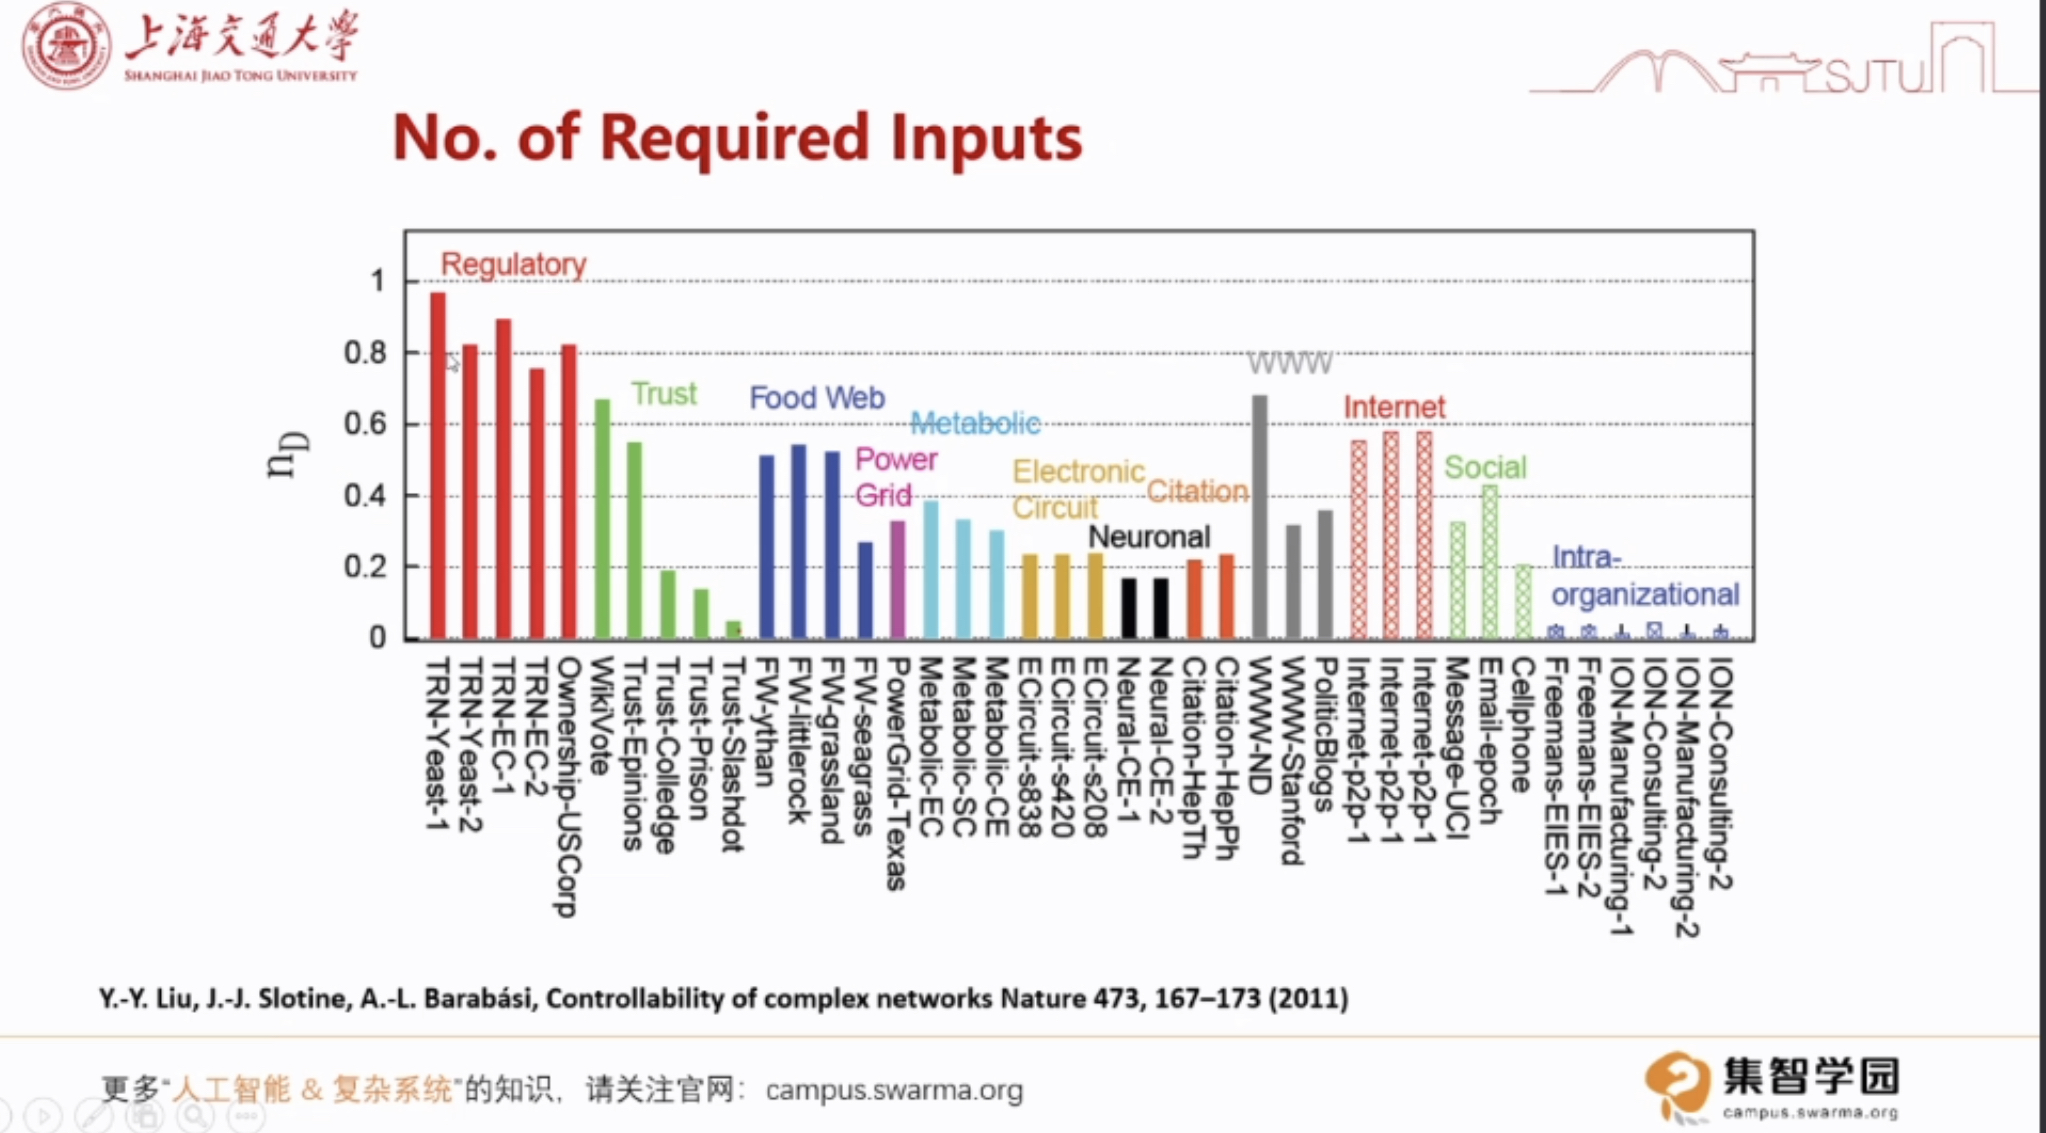 上海交通大学
SHANGHAI JIAO TONG UNIVERSITY
SJTU
No. of Required Inputs
Regulatory
Trust
Food Web
Power
Grid
Metabolic
Electronic
Circuit
Neuronal
Citation
WWW
Internet
Social
Intra-
organizational
nD
1
0.8
0.6
0.4
0.2
0
TRN-Yeast-1
TRN-Yeast-2
TRN-EC-1
TRN-EC-2
Ownership-USCorp
WikiVote
Trust-Epinions
Trust-Colledge
Trust-Prison
Trust-Slashdot
FW-ythan
FW-littlerock
FW-grassland
FW-seagrass
PowerGrid-Texas
Metabolic-EC
Metabolic-SC
Metabolic-CE
ECircuit-s838
ECircuit-s420
ECircuit-s208
Neural-CE-1
Neural-CE-2
Citation-HepTh
Citation-HepPh
WWW-ND
WWW-Stanford
PoliticBlogs
Internet-p2p-1
Internet-p2p-1
Internet-p2p-1
Message-UCI
Email-epoch
Cellphone
Freemans-EIES-1
Freemans-EIES-2
ION-Manufacturing-1
ION-Consulting-2
ION-Manufacturing-2
ION-Consulting-2
Y.-Y. Liu, J.-J. Slotine, A.-L. Barabási, Controllability of complex networks Nature 473, 167–173 (2011)
更多“人工智能 & 复杂系统”的知识，请关注官网：campus.swarma.org
集智学园
campus.swarma.org